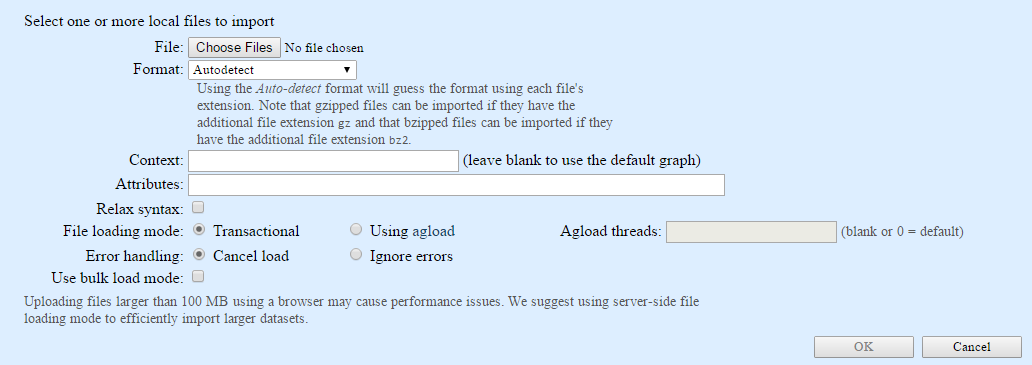 Select one or more local files to import
File: Choose Files No file chosen
Format: Autodetect
Using the Auto-detect format will guess the format using each file's
extension. Note that gzipped files can be imported if they have the
additional file extension gz and that bzipped files can be imported if they
have the additional file extension bz2.
Context: (leave blank to use the default graph)
Attributes:
Relax syntax:
File loading mode: Transactional Using agload Agload threads: (blank or 0 = default)
Error handling: Cancel load Ignore errors
Use bulk load mode:
Uploading files larger than 100 MB using a browser may cause performance issues. We suggest using server-side file
loading mode to efficiently import larger datasets.
OK Cancel